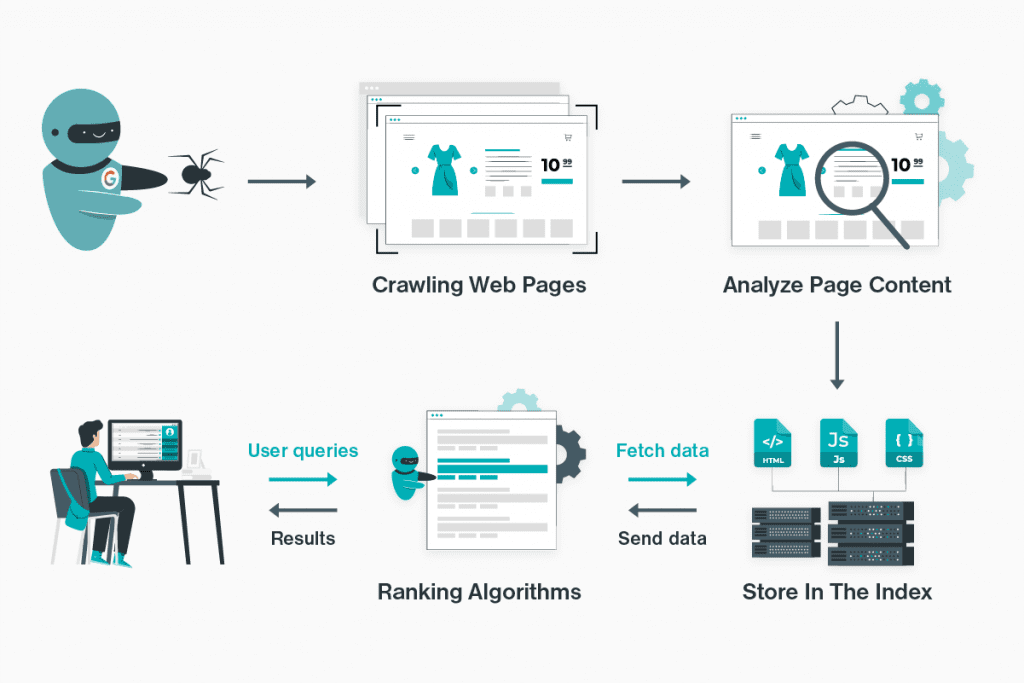 G
10 99
10 99
Crawling Web Pages
Analyze Page Content
User queries
Results
Fetch data
Send data
</>
HTML
Js
Js
{ }
CSS
Ranking Algorithms
Store In The Index